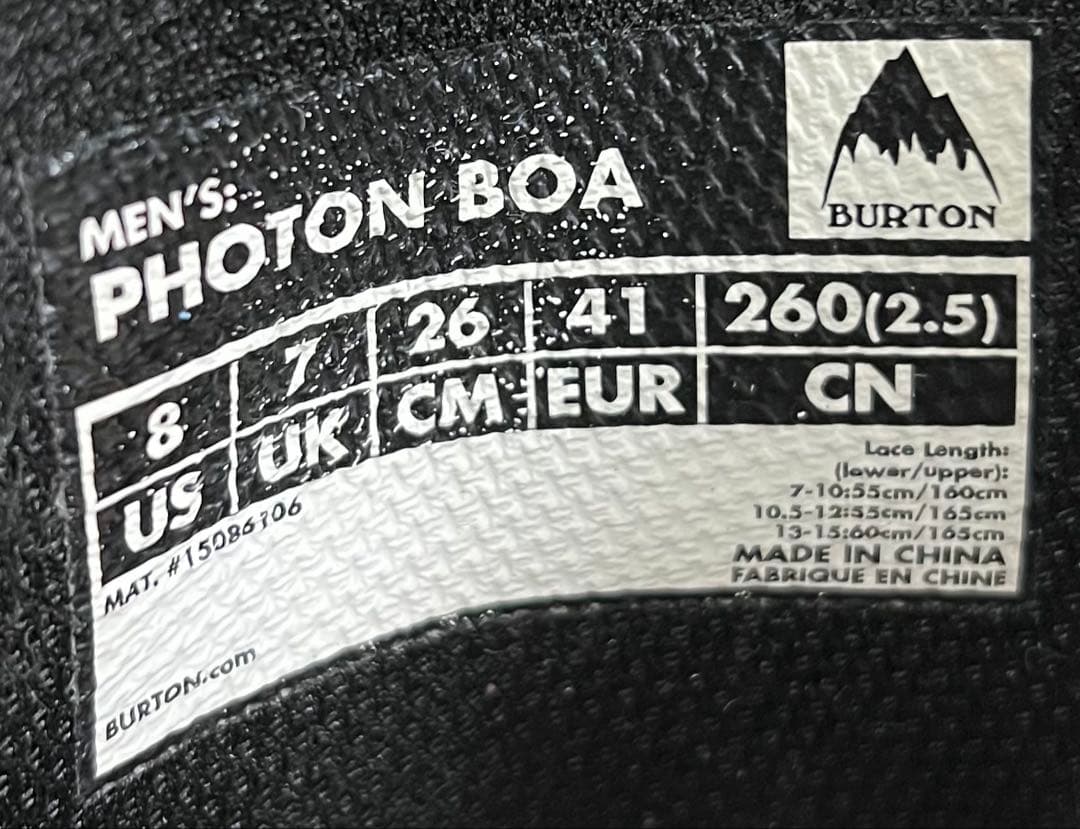 BURTON
MEN'S:
PHOTON BOA
8 7 26 41 260(2.5)
US UK CM EUR CN
MAT. #15086106
Lace Length:
(lower/upper):
7-10:55cm/160cm
10.5-12:55cm/165cm
13-15:60cm/165cm
MADE IN CHINA
FABRIQUE EN CHINE
BURTON.com